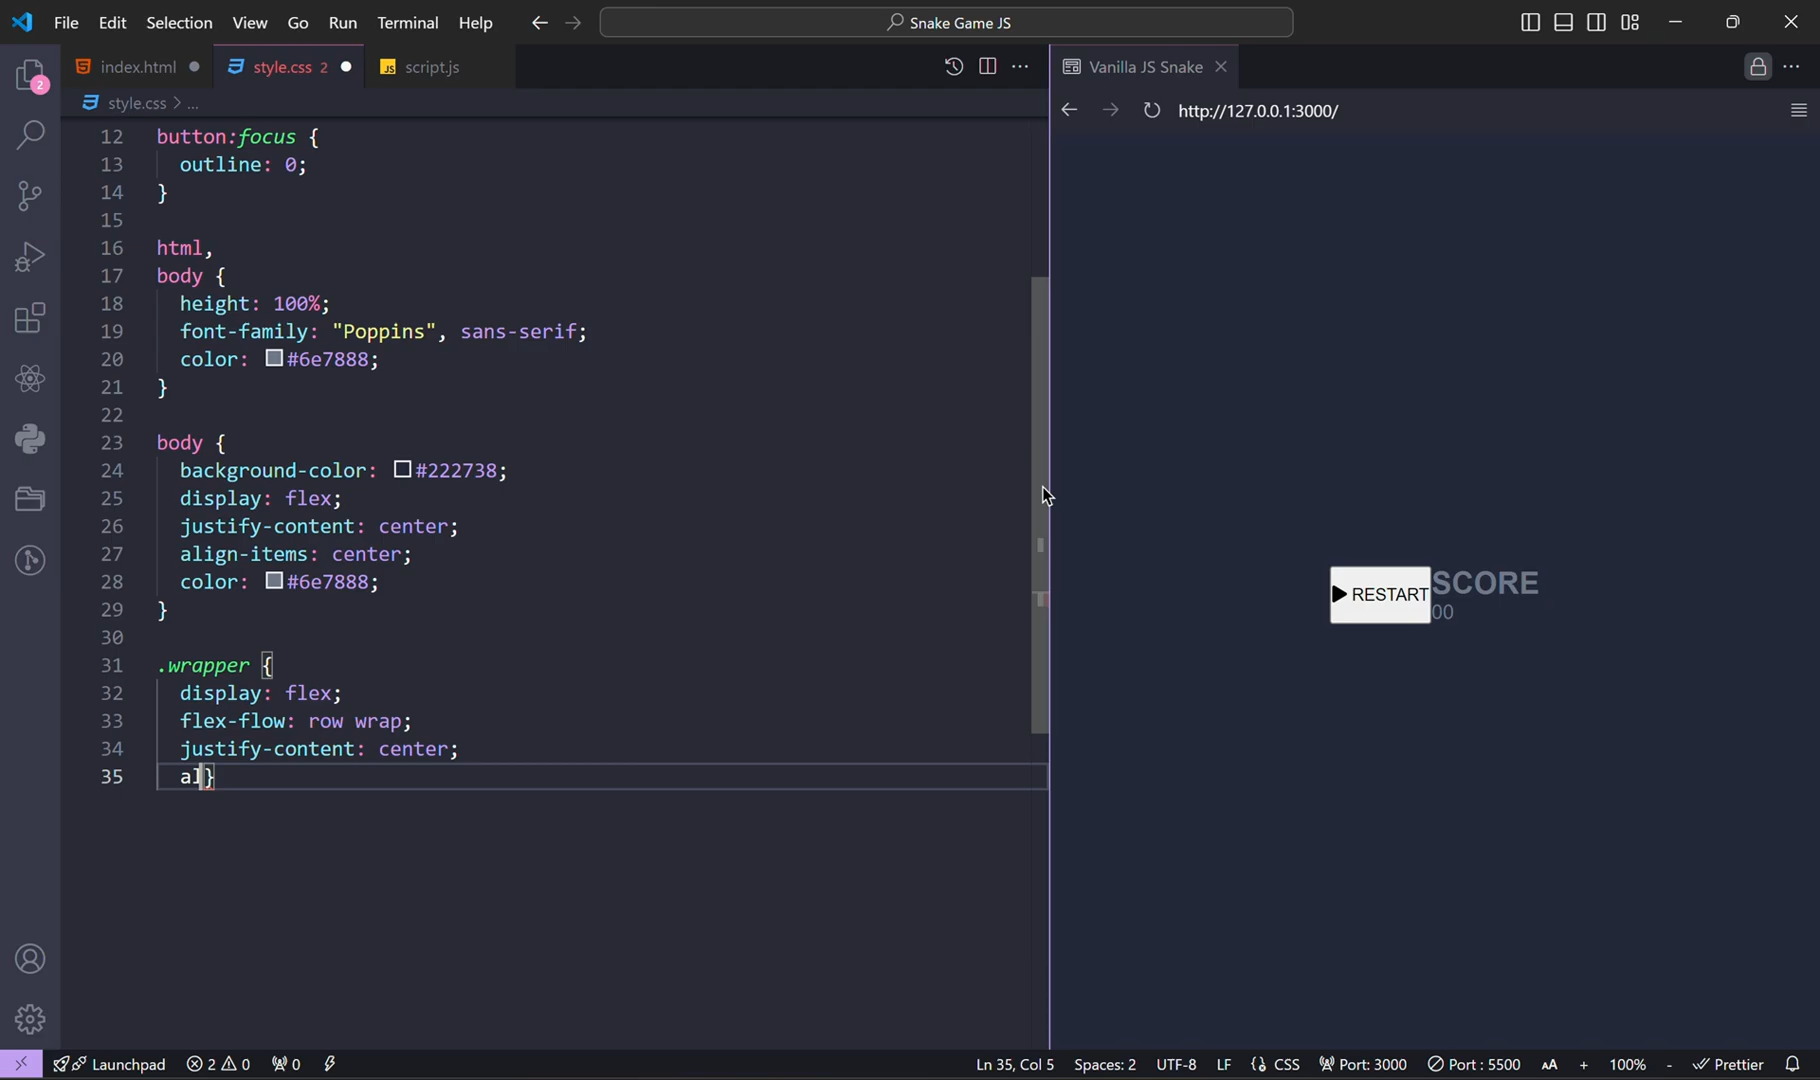 File Edit Selection View Go Run Terminal Help Snake Game JS
index.html style.css 2 script.js Vanilla JS Snake
2
style.css > ...
http://127.0.0.1:3000/
12 button:focus {
13 outline: 0;
14 }
15
16 html,
17 body {
18 height: 100%;
19 font-family: "Poppins", sans-serif;
20 color: #6e7888;
21 }
22
23 body {
24 background-color: #222738;
25 display: flex;
26 justify-content: center;
27 align-items: center;
28 color: #6e7888;
29 }
30
31 .wrapper {
32 display: flex;
33 flex-flow: row wrap;
34 justify-content: center;
35 al}
RESTART
SCORE
00
Launchpad 2 0 0 Ln 35, Col 5 Spaces: 2 UTF-8 LF {} CSS Port: 3000 Port : 5500 AA + 100% - Prettier